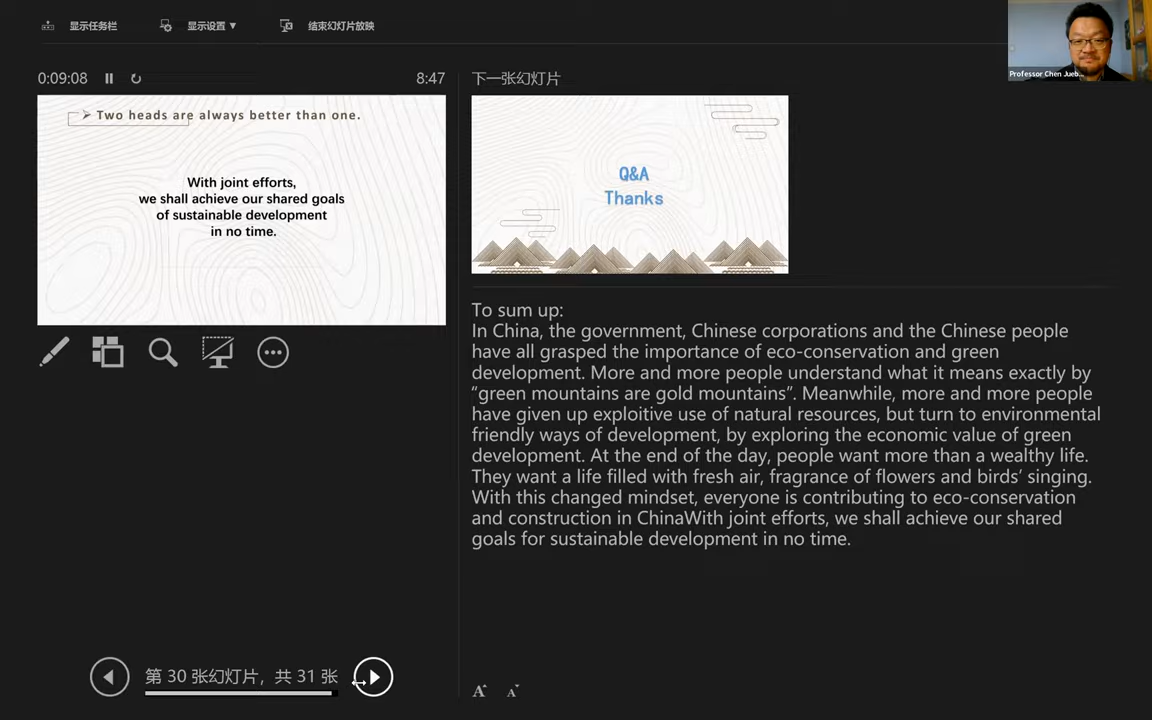 显示任务栏
显示设置 ▼
结束幻灯片放映
Professor Chen Jueb...
0:09:08
8:47
下一张幻灯片
Two heads are always better than one.
With joint efforts,
we shall achieve our shared goals
of sustainable development
in no time.
Q&A
Thanks
To sum up:
In China, the government, Chinese corporations and the Chinese people
have all grasped the importance of eco-conservation and green
development. More and more people understand what it means exactly by
“green mountains are gold mountains”. Meanwhile, more and more people
have given up exploitive use of natural resources, but turn to environmental
friendly ways of development, by exploring the economic value of green
development. At the end of the day, people want more than a wealthy life.
They want a life filled with fresh air, fragrance of flowers and birds’ singing.
With this changed mindset, everyone is contributing to eco-conservation
and construction in ChinaWith joint efforts, we shall achieve our shared
goals for sustainable development in no time.
第 30 张幻灯片，共 31 张
A A